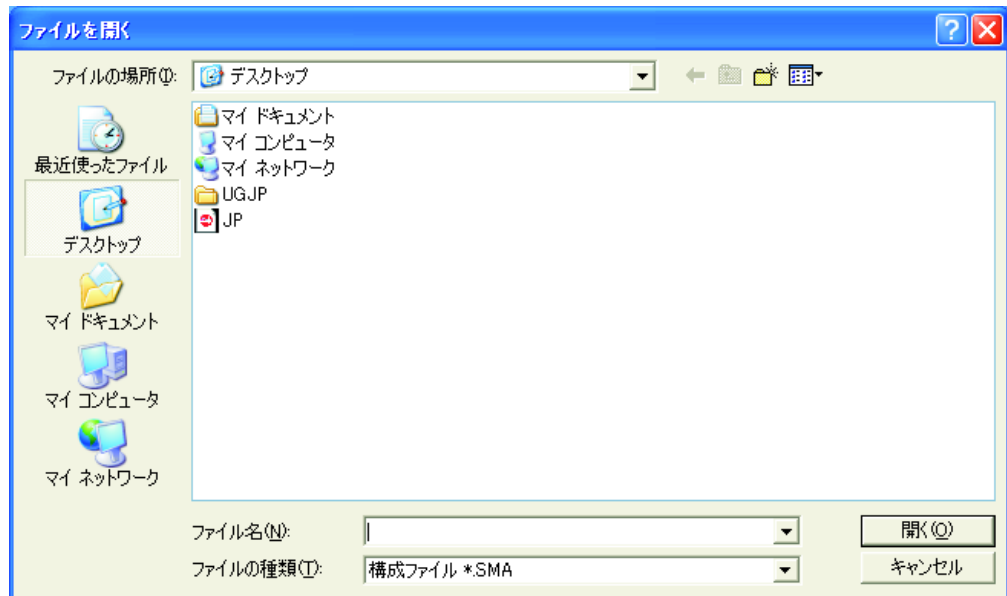 ファイルを開く
ファイルの場所(I):
デスクトップ
マイ ドキュメント
マイ コンピュータ
マイ ネットワーク
UGJP
JP
最近使ったファイル
デスクトップ
マイ ドキュメント
マイ コンピュータ
マイ ネットワーク
ファイル名(N):
開く(O)
ファイルの種類(T):
構成ファイル *.SMA
キャンセル